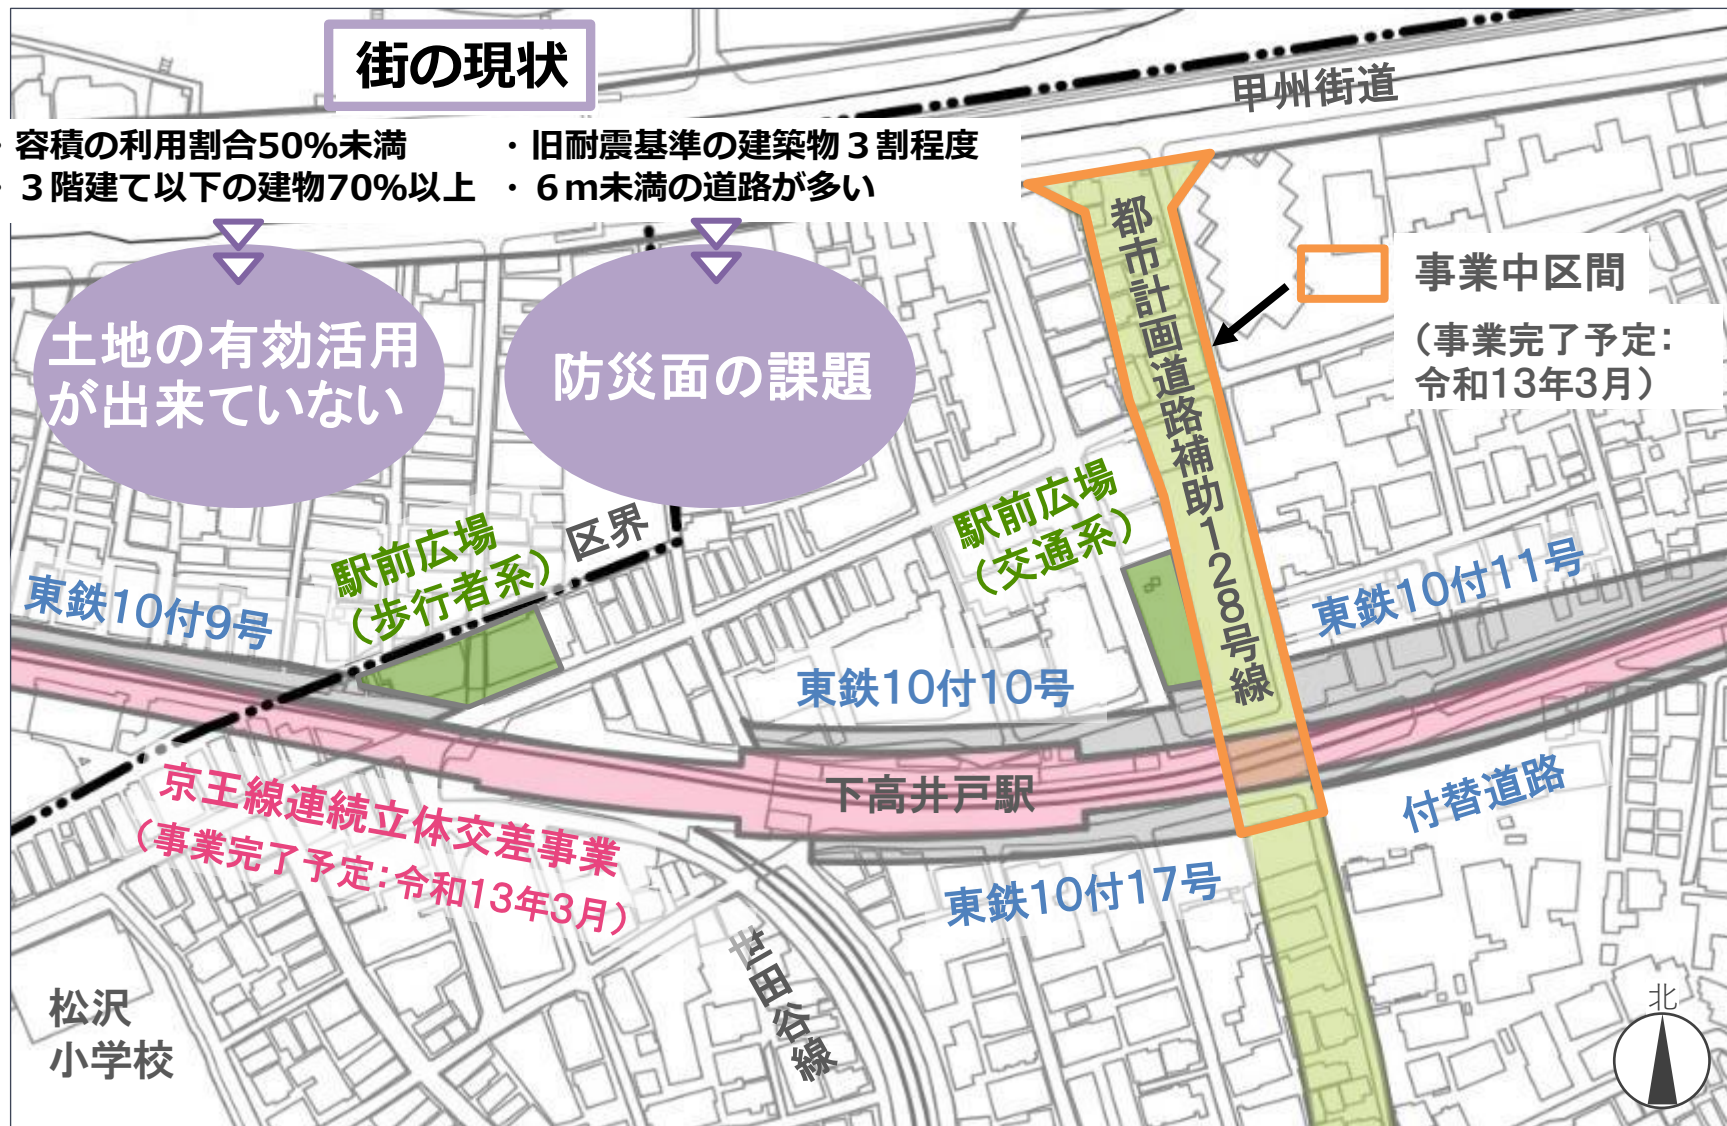 街の現状
・容積の利用割合50%未満
・３階建て以下の建物70%以上
・旧耐震基準の建築物３割程度
・６ｍ未満の道路が多い
土地の有効活用
が出来ていない
防災面の課題
甲州街道
都市計画道路補助128号線
事業中区間
（事業完了予定：
令和13年3月）
駅前広場
（歩行者系）
区界
駅前広場
（交通系）
東鉄10付9号
東鉄10付10号
東鉄10付11号
下高井戸駅
京王線連続立体交差事業
（事業完了予定：令和13年3月）
付替道路
東鉄10付17号
世田谷線
松沢
小学校
北